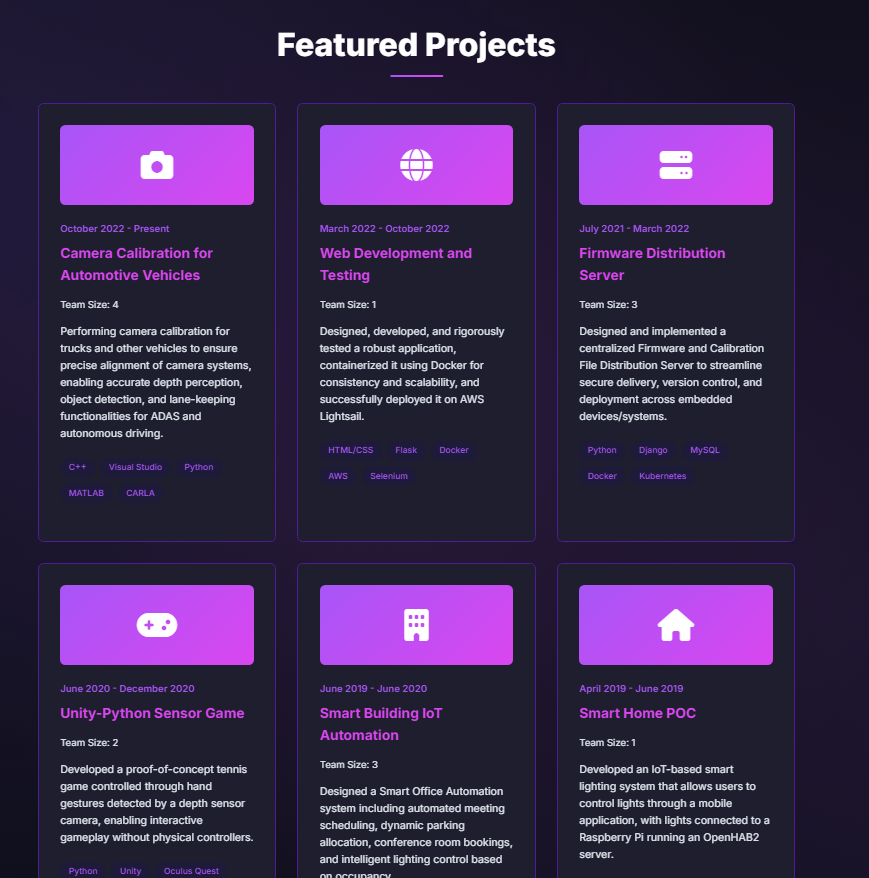 Featured Projects
October 2022 - Present
Camera Calibration for
Automotive Vehicles
Team Size: 4
Performing camera calibration for
trucks and other vehicles to ensure
precise alignment of camera systems,
enabling accurate depth perception,
object detection, and lane-keeping
functionalities for ADAS and
autonomous driving.
C++ Visual Studio Python
MATLAB CARLA
March 2022 - October 2022
Web Development and
Testing
Team Size: 1
Designed, developed, and rigorously
tested a robust application,
containerized it using Docker for
consistency and scalability, and
successfully deployed it on AWS
Lightsail.
HTML/CSS Flask Docker
AWS Selenium
July 2021 - March 2022
Firmware Distribution
Server
Team Size: 3
Designed and implemented a
centralized Firmware and Calibration
File Distribution Server to streamline
secure delivery, version control, and
deployment across embedded
devices/systems.
Python Django MySQL
Docker Kubernetes
June 2020 - December 2020
Unity-Python Sensor Game
Team Size: 2
Developed a proof-of-concept tennis
game controlled through hand
gestures detected by a depth sensor
camera, enabling interactive
gameplay without physical controllers.
Python Unity Oculus Quest
June 2019 - June 2020
Smart Building IoT
Automation
Team Size: 3
Designed a Smart Office Automation
system including automated meeting
scheduling, dynamic parking
allocation, conference room bookings,
and intelligent lighting control based
on occupancy.
April 2019 - June 2019
Smart Home POC
Team Size: 1
Developed an IoT-based smart
lighting system that allows users to
control lights through a mobile
application, with lights connected to a
Raspberry Pi running an OpenHAB2
server.